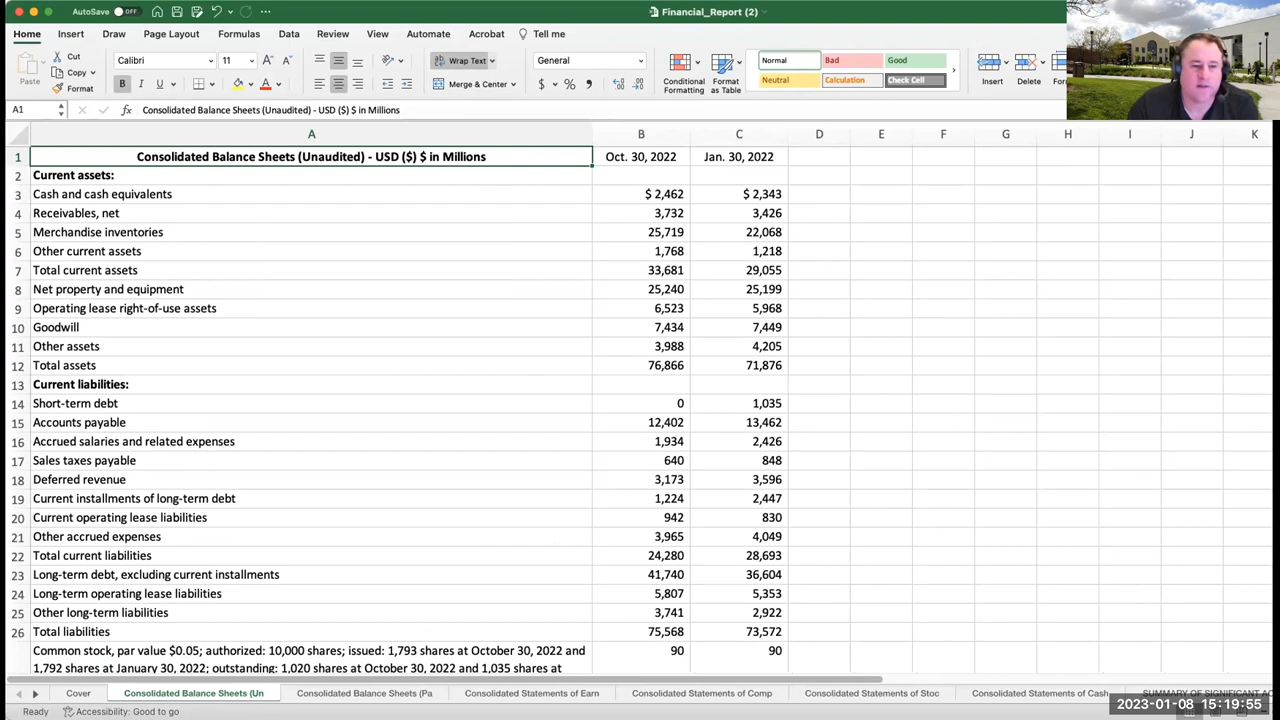 AutoSave OFF
Financial_Report (2)
Home Insert Draw Page Layout Formulas Data Review View Automate Acrobat Tell me
Paste
Cut
Copy
Format
Calibri 11
B I U
Wrap Text
Merge & Center
General
$ %
Conditional Formatting
Format as Table
Normal Bad Good
Neutral Calculation Check Cell
Insert Delete
A1 fx Consolidated Balance Sheets (Unaudited) - USD ($) $ in Millions
A B C D E F G H I J K
1 Consolidated Balance Sheets (Unaudited) - USD ($) $ in Millions Oct. 30, 2022 Jan. 30, 2022
2 Current assets:
3 Cash and cash equivalents $ 2,462 $ 2,343
4 Receivables, net 3,732 3,426
5 Merchandise inventories 25,719 22,068
6 Other current assets 1,768 1,218
7 Total current assets 33,681 29,055
8 Net property and equipment 25,240 25,199
9 Operating lease right-of-use assets 6,523 5,968
10 Goodwill 7,434 7,449
11 Other assets 3,988 4,205
12 Total assets 76,866 71,876
13 Current liabilities:
14 Short-term debt 0 1,035
15 Accounts payable 12,402 13,462
16 Accrued salaries and related expenses 1,934 2,426
17 Sales taxes payable 640 848
18 Deferred revenue 3,173 3,596
19 Current installments of long-term debt 1,224 2,447
20 Current operating lease liabilities 942 830
21 Other accrued expenses 3,965 4,049
22 Total current liabilities 24,280 28,693
23 Long-term debt, excluding current installments 41,740 36,604
24 Long-term operating lease liabilities 5,807 5,353
25 Other long-term liabilities 3,741 2,922
26 Total liabilities 75,568 73,572
Common stock, par value $0.05; authorized: 10,000 shares; issued: 1,793 shares at October 30, 2022 and 90 90
1,792 shares at January 30, 2022; outstanding: 1,020 shares at October 30, 2022 and 1,035 shares at
Cover Consolidated Balance Sheets (Un Consolidated Balance Sheets (Pa Consolidated Statements of Earn Consolidated Statements of Comp Consolidated Statements of Stoc Consolidated Statements of Cash SUMMARY OF SIGNIFICANT AC
Ready Accessibility: Good to go
2023-01-08 15:19:55